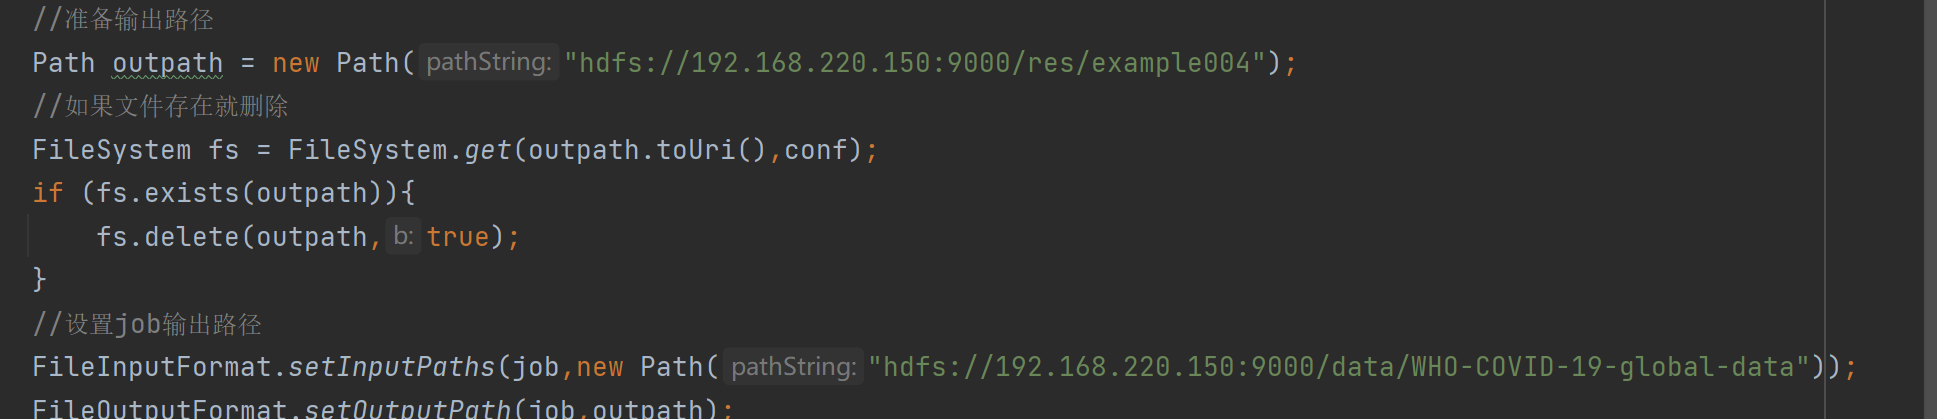 //准备输出路径
Path outpath = new Path( pathString: "hdfs://192.168.220.150:9000/res/example004");
//如果文件存在就删除
FileSystem fs = FileSystem.get(outpath.toUri(),conf);
if (fs.exists(outpath)){
    fs.delete(outpath, b: true);
}
//设置job输出路径
FileInputFormat.setInputPaths(job,new Path( pathString: "hdfs://192.168.220.150:9000/data/WHO-COVID-19-global-data"));
FileOutputFormat.setOutputPath(job,outpath);